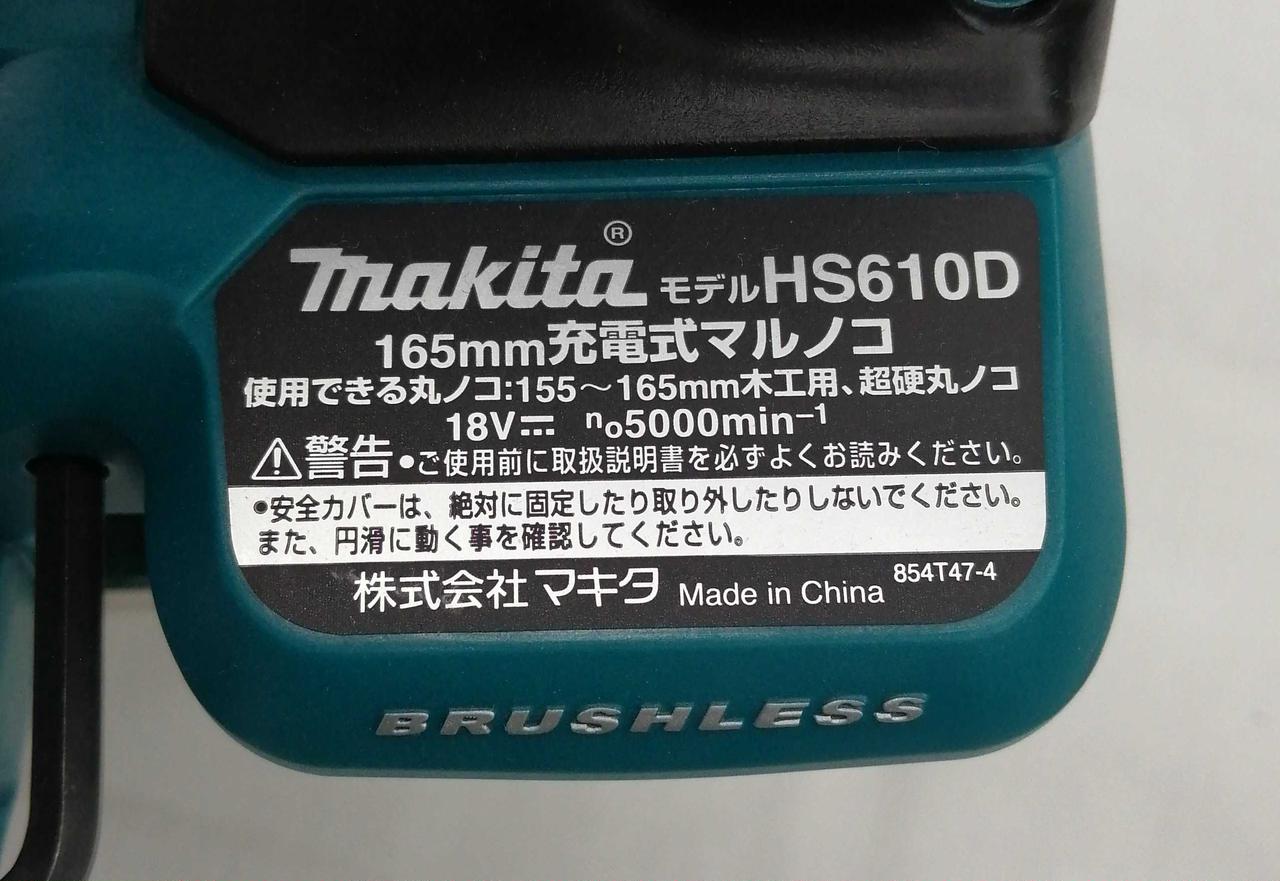 makita® モデルHS610D
165mm充電式マルノコ
使用できる丸ノコ:155～165mm木工用、超硬丸ノコ
18V⎓ n₀5000min⁻¹
⚠警告 •ご使用前に取扱説明書を必ずよくお読みください。
•安全カバーは、絶対に固定したり取り外したりしないでください。
また、円滑に動く事を確認してください。
株式会社マキタ Made in China 854T47-4
BRUSHLESS